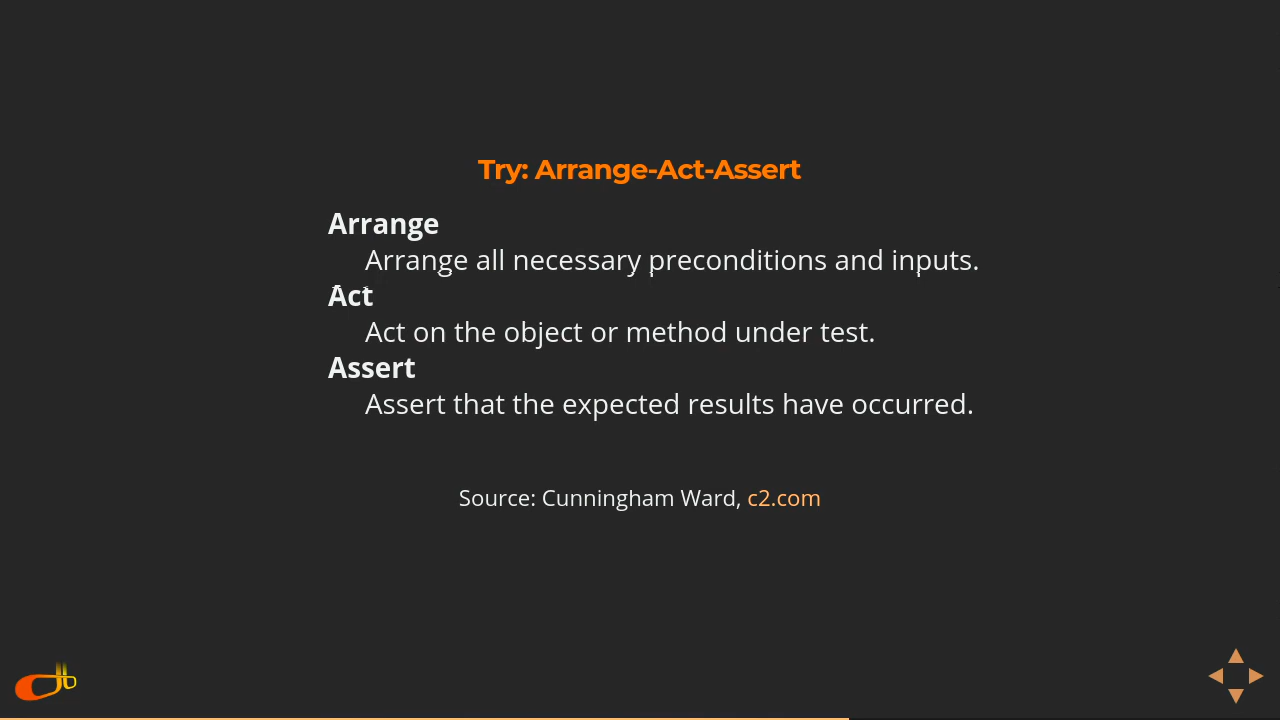 Try: Arrange-Act-Assert
Arrange
Arrange all necessary preconditions and inputs.
Act
Act on the object or method under test.
Assert
Assert that the expected results have occurred.
Source: Cunningham Ward, c2.com